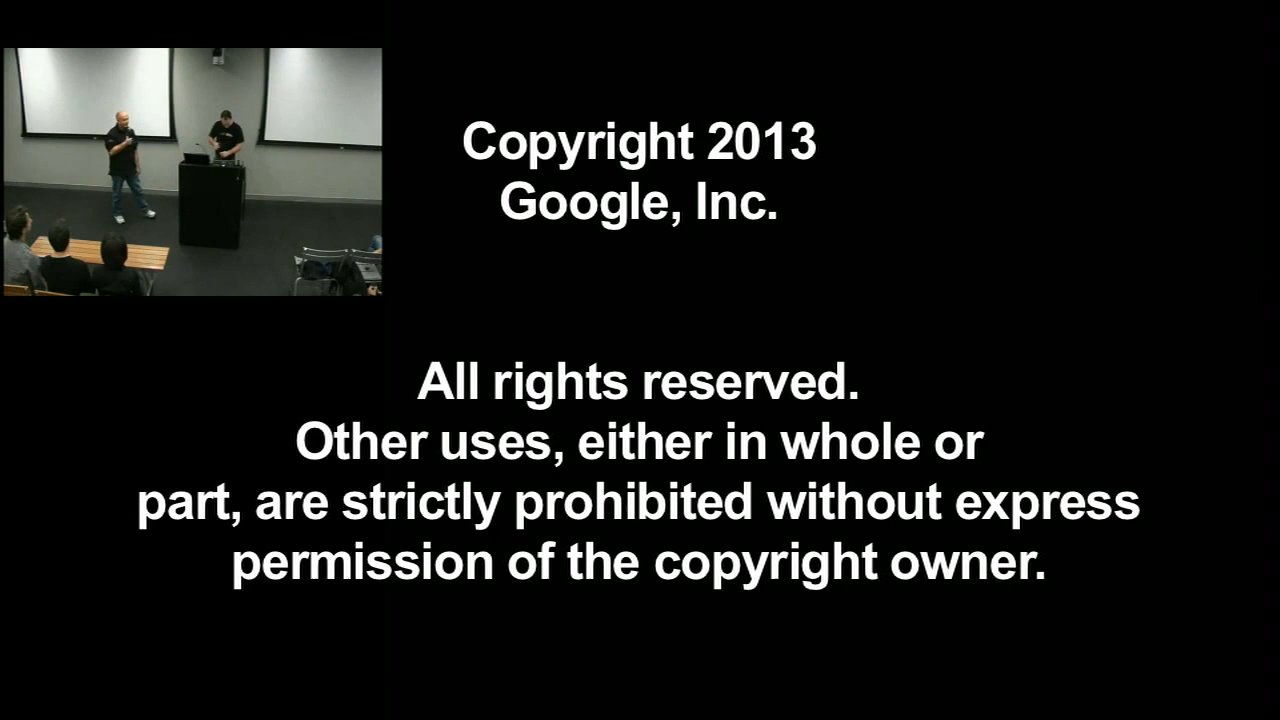 Copyright 2013
Google, Inc.
All rights reserved.
Other uses, either in whole or
part, are strictly prohibited without express
permission of the copyright owner.